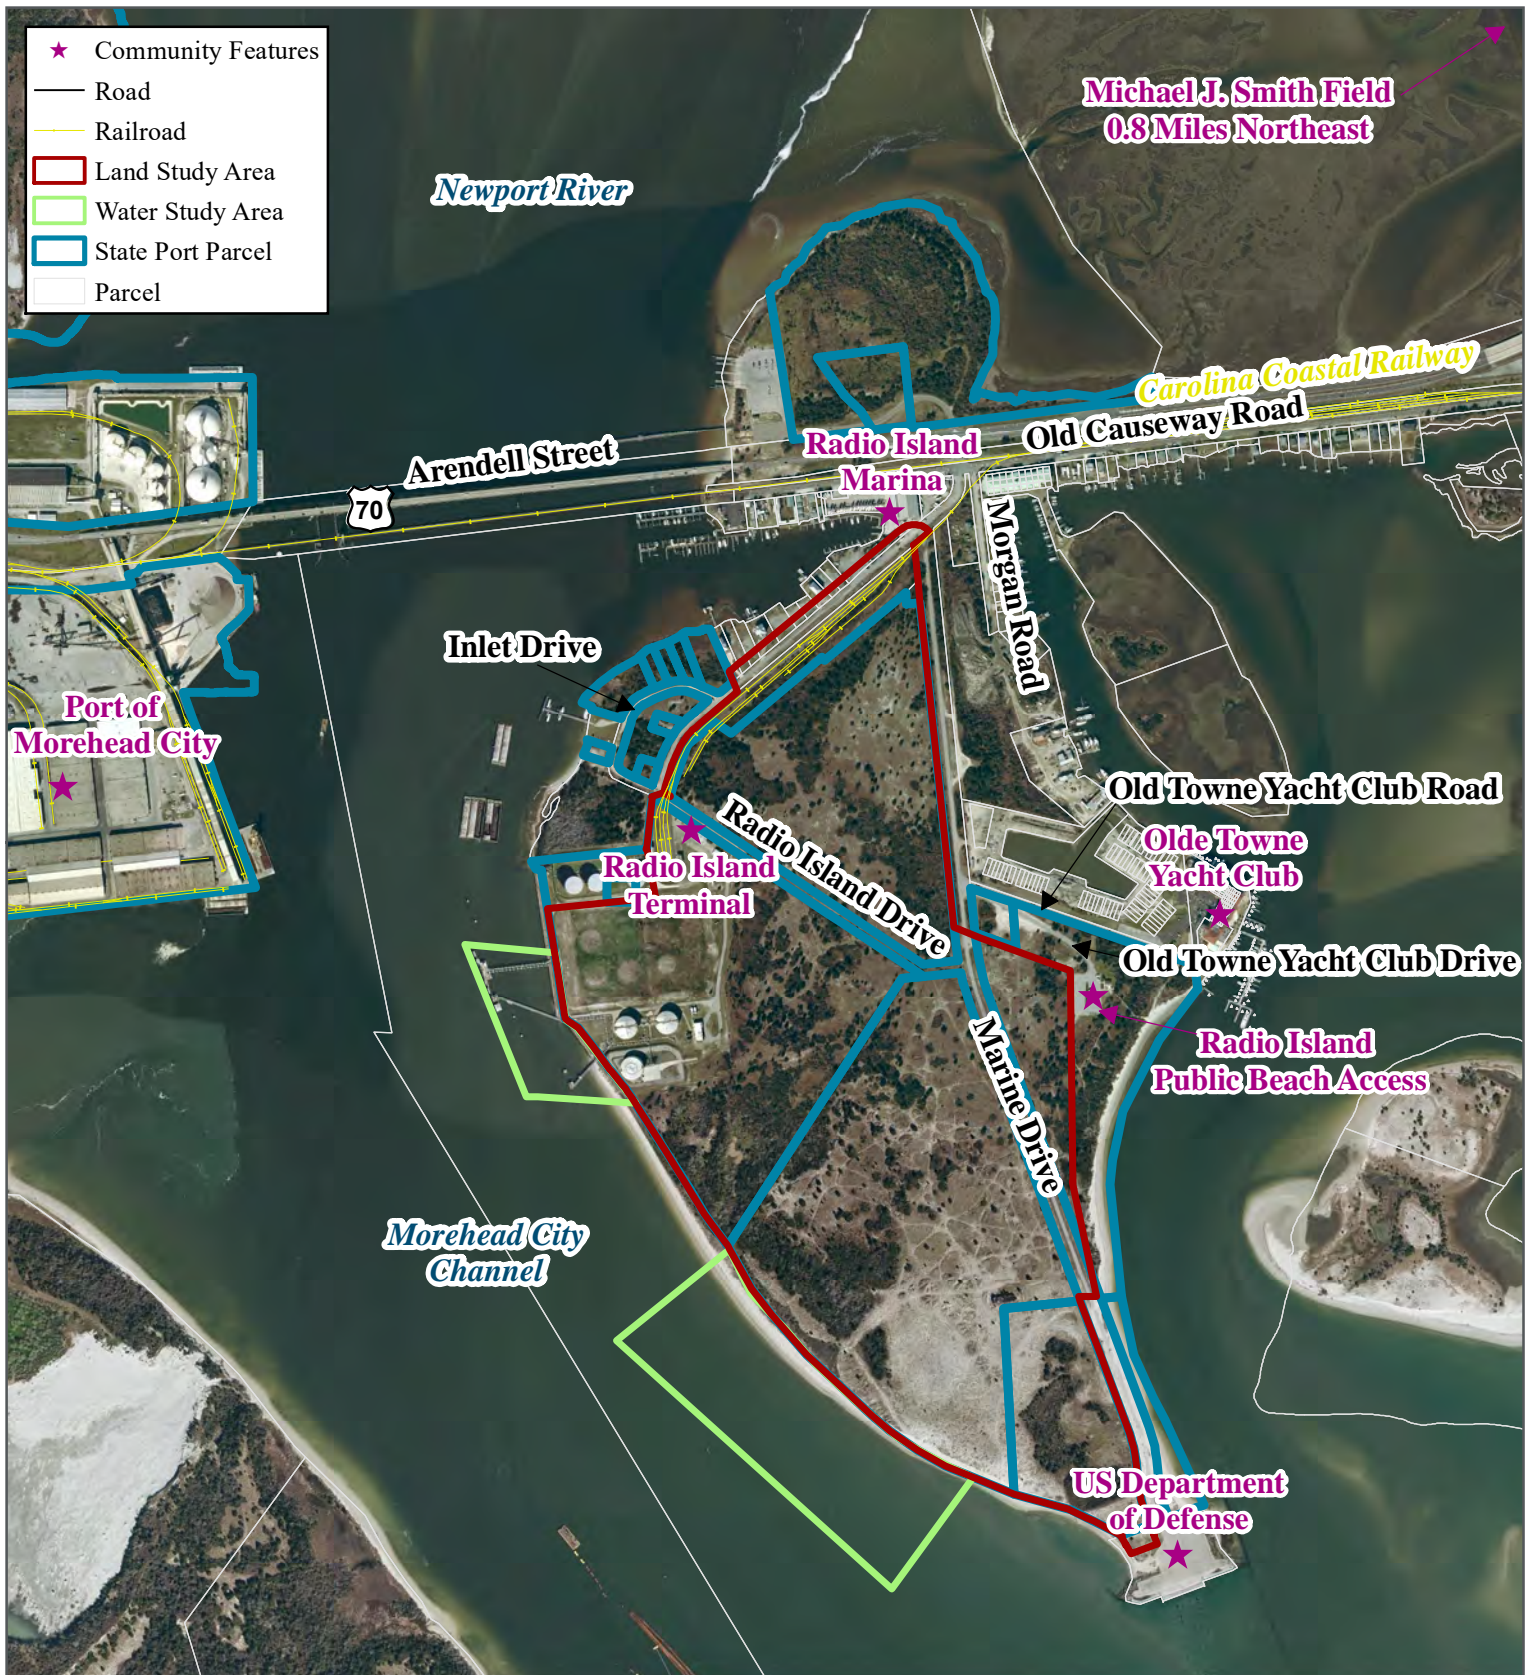 Community Features
Road
Railroad
Land Study Area
Water Study Area
State Port Parcel
Parcel
Michael J. Smith Field
0.8 Miles Northeast
Newport River
Carolina Coastal Railway
Old Causeway Road
Arendell Street
70
Radio Island
Marina
Morgan Road
Inlet Drive
Port of
Morehead City
Old Towne Yacht Club Road
Radio Island Drive
Olde Towne
Yacht Club
Radio Island
Terminal
Old Towne Yacht Club Drive
Marine Drive
Radio Island
Public Beach Access
Morehead City
Channel
US Department
of Defense